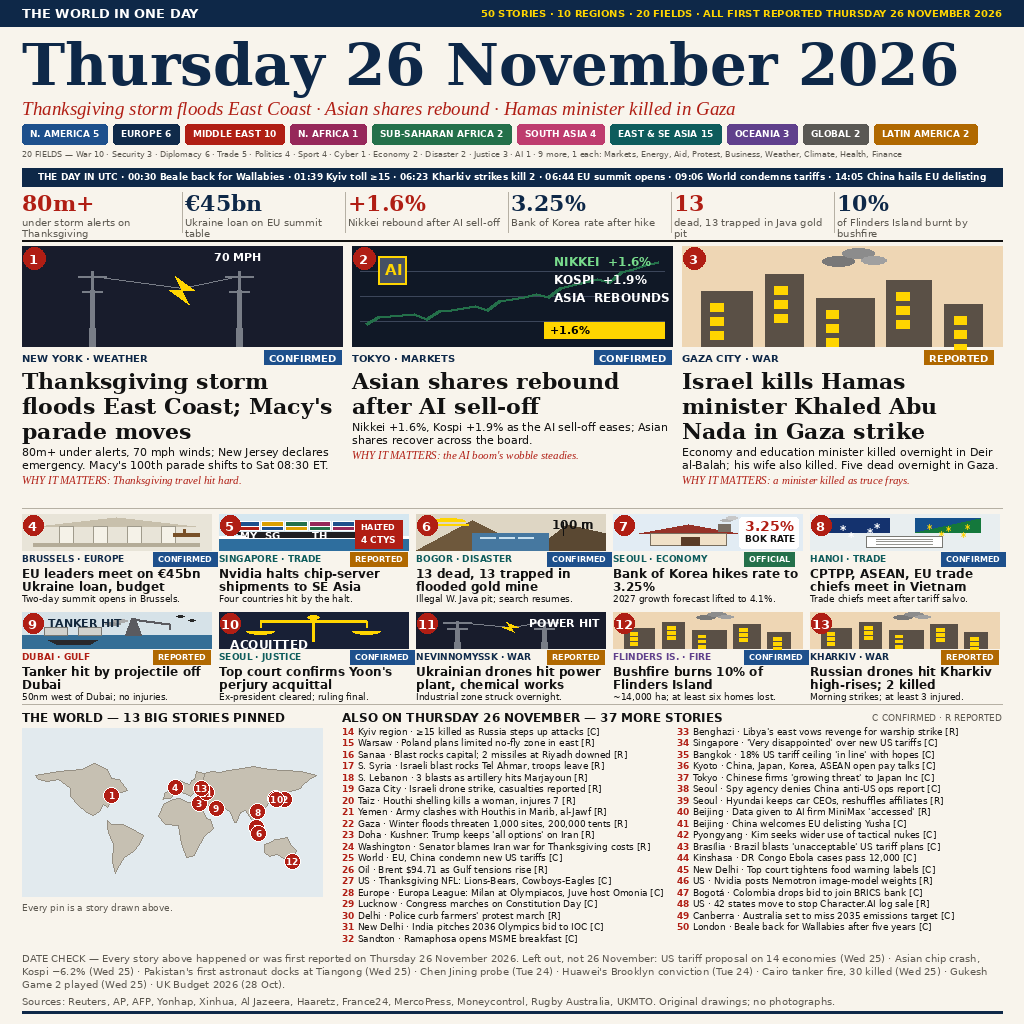 THE WORLD IN ONE DAY
50 STORIES · 10 REGIONS · 20 FIELDS · ALL FIRST REPORTED THURSDAY 26 NOVEMBER 2026
Thursday 26 November 2026
Thanksgiving storm floods East Coast · Asian shares rebound · Hamas minister killed in Gaza
N. AMERICA 5
EUROPE 6
MIDDLE EAST 10
N. AFRICA 1
SUB-SAHARAN AFRICA 2
SOUTH ASIA 4
EAST & SE ASIA 15
OCEANIA 3
GLOBAL 2
LATIN AMERICA 2
20 FIELDS — War 10 · Security 3 · Diplomacy 6 · Trade 5 · Politics 4 · Sport 4 · Cyber 1 · Economy 2 · Disaster 2 · Justice 3 · AI 1 · 9 more, 1 each: Markets, Energy, Aid, Protest, Business, Weather, Climate, Health, Finance
THE DAY IN UTC · 00:30 Beale back for Wallabies · 01:39 Kyiv toll ≥15 · 06:23 Kharkiv strikes kill 2 · 06:44 EU summit opens · 09:06 World condemns tariffs · 14:05 China hails EU delisting
80m+
under storm alerts on
Thanksgiving
€45bn
Ukraine loan on EU summit
table
+1.6%
Nikkei rebound after AI sell-off
3.25%
Bank of Korea rate after hike
13
dead, 13 trapped in Java gold
pit
10%
of Flinders Island burnt by
bushfire
1
70 MPH
NEW YORK · WEATHER
CONFIRMED
Thanksgiving storm
floods East Coast; Macy's
parade moves
80m+ under alerts, 70 mph winds; New Jersey declares
emergency. Macy's 100th parade shifts to Sat 08:30 ET.
WHY IT MATTERS: Thanksgiving travel hit hard.
2
AI
NIKKEI +1.6%
KOSPI +1.9%
ASIA REBOUNDS
+1.6%
TOKYO · MARKETS
CONFIRMED
Asian shares rebound
after AI sell-off
Nikkei +1.6%, Kospi +1.9% as the AI sell-off eases; Asian
shares recover across the board.
WHY IT MATTERS: the AI boom's wobble steadies.
3
GAZA CITY · WAR
REPORTED
Israel kills Hamas
minister Khaled Abu
Nada in Gaza strike
Economy and education minister killed overnight in Deir
al-Balah; his wife also killed. Five dead overnight in Gaza.
WHY IT MATTERS: a minister killed as truce frays.
4
BRUSSELS · EUROPE
CONFIRMED
EU leaders meet on €45bn
Ukraine loan, budget
Two-day summit opens in Brussels.
5
MY SG TH
HALTED
4 CTYS
SINGAPORE · TRADE
REPORTED
Nvidia halts chip-server
shipments to SE Asia
Four countries hit by the halt.
6
100 m
BOGOR · DISASTER
CONFIRMED
13 dead, 13 trapped in
flooded gold mine
Illegal W. Java pit; search resumes.
7
3.25%
BOK RATE
SEOUL · ECONOMY
OFFICIAL
Bank of Korea hikes rate to
3.25%
2027 growth forecast lifted to 4.1%.
8
HANOI · TRADE
CONFIRMED
CPTPP, ASEAN, EU trade
chiefs meet in Vietnam
Trade chiefs meet after tariff salvo.
9
TANKER HIT
DUBAI · GULF
REPORTED
Tanker hit by projectile off
Dubai
50nm west of Dubai; no injuries.
10
ACQUITTED
SEOUL · JUSTICE
CONFIRMED
Top court confirms Yoon's
perjury acquittal
Ex-president cleared; ruling final.
11
POWER HIT
NEVINNOMYSSK · WAR
REPORTED
Ukrainian drones hit power
plant, chemical works
Industrial zone struck overnight.
12
FLINDERS IS. · FIRE
CONFIRMED
Bushfire burns 10% of
Flinders Island
~14,000 ha; at least six homes lost.
13
KHARKIV · WAR
REPORTED
Russian drones hit Kharkiv
high-rises; 2 killed
Morning strikes; at least 3 injured.
THE WORLD — 13 BIG STORIES PINNED
1
4
13
3
9
10
2
8
6
12
Every pin is a story drawn above.
ALSO ON THURSDAY 26 NOVEMBER — 37 MORE STORIES
C CONFIRMED · R REPORTED
14 Kyiv region · ≥15 killed as Russia steps up attacks [C]
15 Warsaw · Poland plans limited no-fly zone in east [R]
16 Sanaa · Blast rocks capital; 2 missiles at Riyadh downed [R]
17 S. Syria · Israeli blast rocks Tel Ahmar, troops leave [R]
18 S. Lebanon · 3 blasts as artillery hits Marjayoun [R]
19 Gaza City · Israeli drone strike, casualties reported [R]
20 Taiz · Houthi shelling kills a woman, injures 7 [R]
21 Yemen · Army clashes with Houthis in Marib, al-Jawf [R]
22 Gaza · Winter floods threaten 1,000 sites, 200,000 tents [R]
23 Doha · Kushner: Trump keeps 'all options' on Iran [R]
24 Washington · Senator blames Iran war for Thanksgiving costs [R]
25 World · EU, China condemn new US tariffs [C]
26 Oil · Brent $94.71 as Gulf tensions rise [R]
27 US · Thanksgiving NFL: Lions-Bears, Cowboys-Eagles [C]
28 Europe · Europa League: Milan at Olympiacos, Juve host Omonia [C]
29 Lucknow · Congress marches on Constitution Day [C]
30 Delhi · Police curb farmers' protest march [R]
31 New Delhi · India pitches 2036 Olympics bid to IOC [C]
32 Sandton · Ramaphosa opens MSME breakfast [C]
33 Benghazi · Libya's east vows revenge for warship strike [R]
34 Singapore · 'Very disappointed' over new US tariffs [C]
35 Bangkok · 18% US tariff ceiling 'in line' with hopes [C]
36 Kyoto · China, Japan, Korea, ASEAN open pay talks [C]
37 Tokyo · Chinese firms 'growing threat' to Japan Inc [C]
38 Seoul · Spy agency denies China anti-US ops report [C]
39 Seoul · Hyundai keeps car CEOs, reshuffles affiliates [R]
40 Beijing · Data given to AI firm MiniMax 'accessed' [R]
41 Beijing · China welcomes EU delisting Yusha [C]
42 Pyongyang · Kim seeks wider use of tactical nukes [C]
43 Brasília · Brazil blasts 'unacceptable' US tariff plans [C]
44 Kinshasa · DR Congo Ebola cases pass 12,000 [C]
45 New Delhi · Top court tightens food warning labels [C]
46 US · Nvidia posts Nemotron image-model weights [R]
47 Bogotá · Colombia drops bid to join BRICS bank [C]
48 US · 42 states move to stop Character.AI log sale [R]
49 Canberra · Australia set to miss 2035 emissions target [C]
50 London · Beale back for Wallabies after five years [C]
DATE CHECK — Every story above happened or was first reported on Thursday 26 November 2026. Left out, not 26 November: US tariff proposal on 14 economies (Wed 25) · Asian chip crash,
Kospi −6.2% (Wed 25) · Pakistan's first astronaut docks at Tiangong (Wed 25) · Chen Jining probe (Tue 24) · Huawei's Brooklyn conviction (Tue 24) · Cairo tanker fire, 30 killed (Wed 25) · Gukesh
Game 2 played (Wed 25) · UK Budget 2026 (28 Oct).
Sources: Reuters, AP, AFP, Yonhap, Xinhua, Al Jazeera, Haaretz, France24, MercoPress, Moneycontrol, Rugby Australia, UKMTO. Original drawings; no photographs.